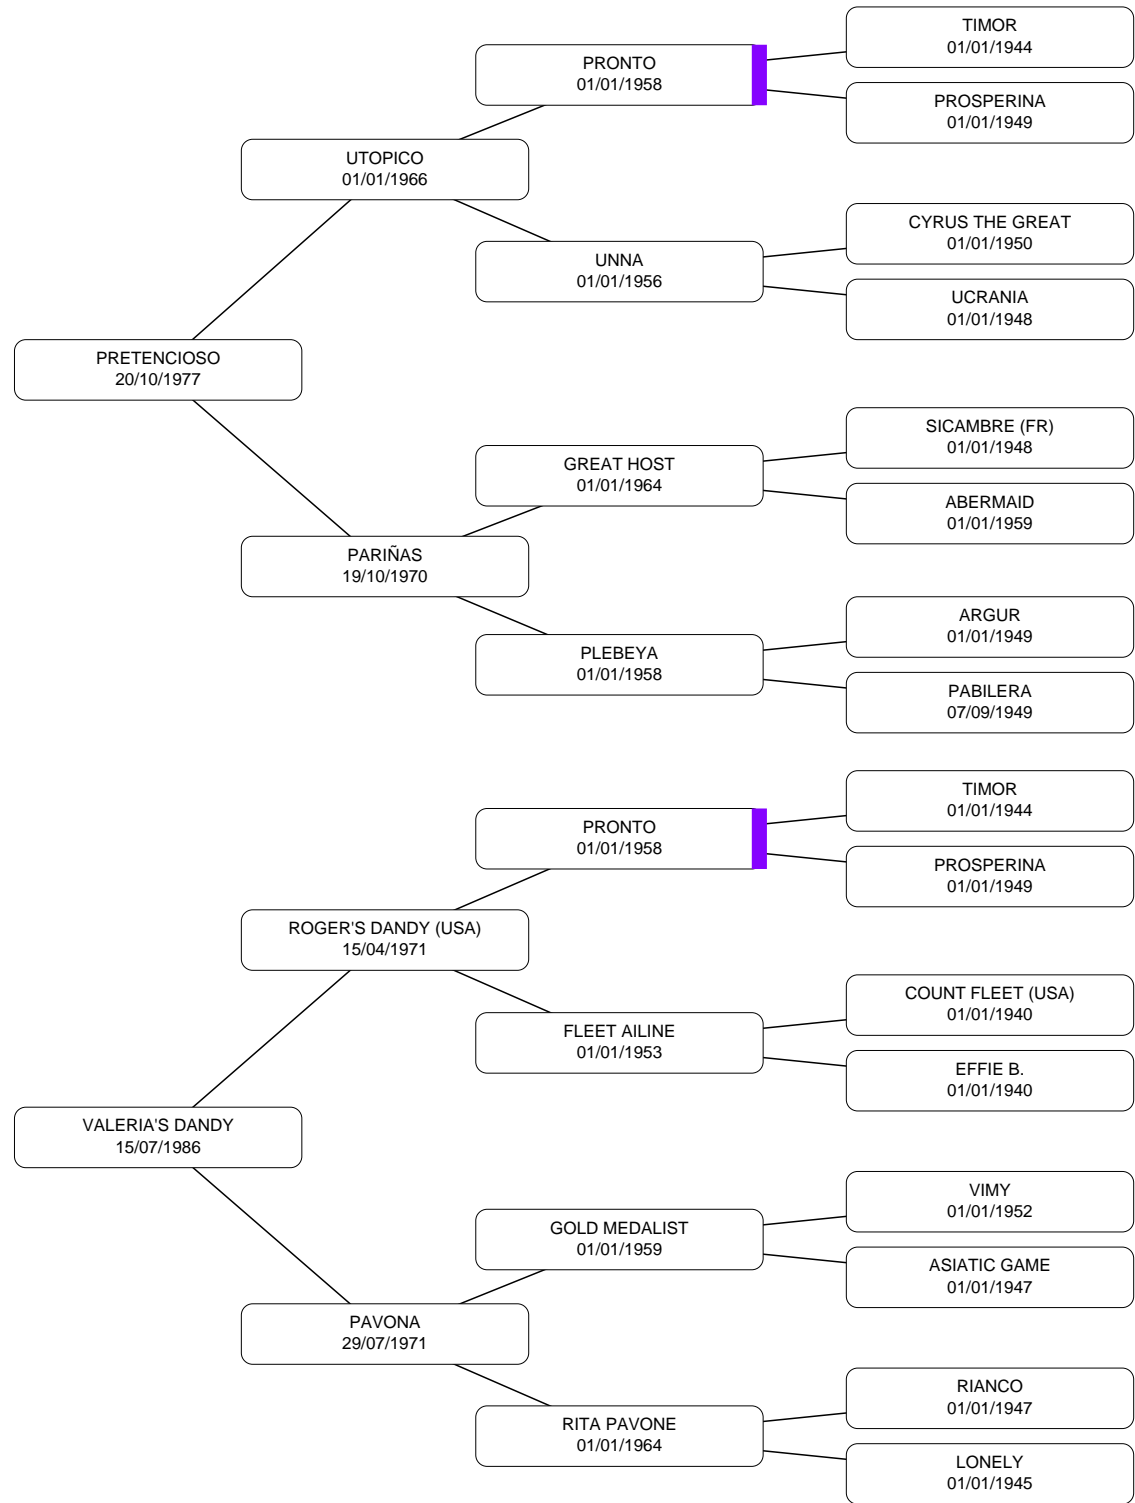 TIMOR
01/01/1944
PRONTO
01/01/1958
PROSPERINA
01/01/1949
UTOPICO
01/01/1966
CYRUS THE GREAT
01/01/1950
UNNA
01/01/1956
UCRANIA
01/01/1948
PRETENCIOSO
20/10/1977
SICAMBRE (FR)
01/01/1948
GREAT HOST
01/01/1964
ABERMAID
01/01/1959
PARIÑAS
19/10/1970
ARGUR
01/01/1949
PLEBEYA
01/01/1958
PABILERA
07/09/1949
TIMOR
01/01/1944
PRONTO
01/01/1958
PROSPERINA
01/01/1949
ROGER'S DANDY (USA)
15/04/1971
COUNT FLEET (USA)
01/01/1940
FLEET AILINE
01/01/1953
EFFIE B.
01/01/1940
VALERIA'S DANDY
15/07/1986
VIMY
01/01/1952
GOLD MEDALIST
01/01/1959
ASIATIC GAME
01/01/1947
PAVONA
29/07/1971
RIANCO
01/01/1947
RITA PAVONE
01/01/1964
LONELY
01/01/1945